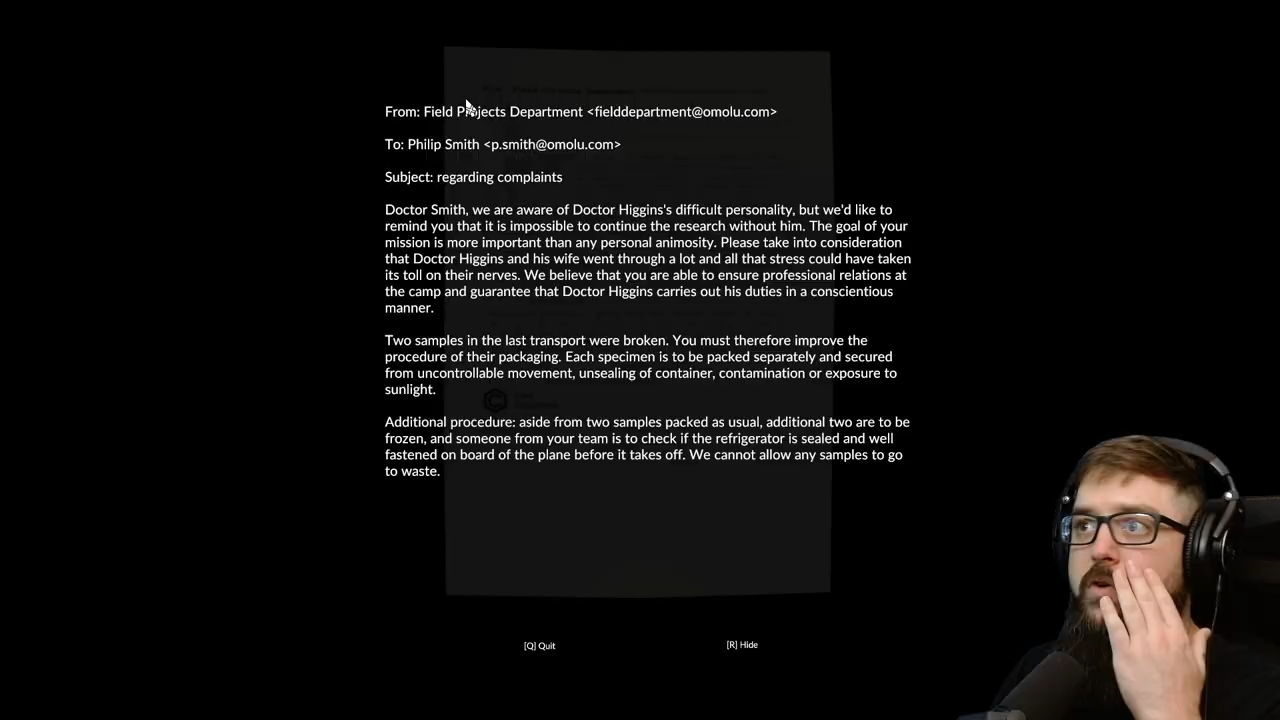 From: Field Projects Department <fielddepartment@omolu.com>
To: Philip Smith <p.smith@omolu.com>
Subject: regarding complaints
Doctor Smith, we are aware of Doctor Higgins's difficult personality, but we'd like to
remind you that it is impossible to continue the research without him. The goal of your
mission is more important than any personal animosity. Please take into consideration
that Doctor Higgins and his wife went through a lot and all that stress could have taken
its toll on their nerves. We believe that you are able to ensure professional relations at
the camp and guarantee that Doctor Higgins carries out his duties in a conscientious
manner.
Two samples in the last transport were broken. You must therefore improve the
procedure of their packaging. Each specimen is to be packed separately and secured
from uncontrollable movement, unsealing of container, contamination or exposure to
sunlight.
Additional procedure: aside from two samples packed as usual, additional two are to be
frozen, and someone from your team is to check if the refrigerator is sealed and well
fastened on board of the plane before it takes off. We cannot allow any samples to go
to waste.
[Q] Quit
[R] Hide